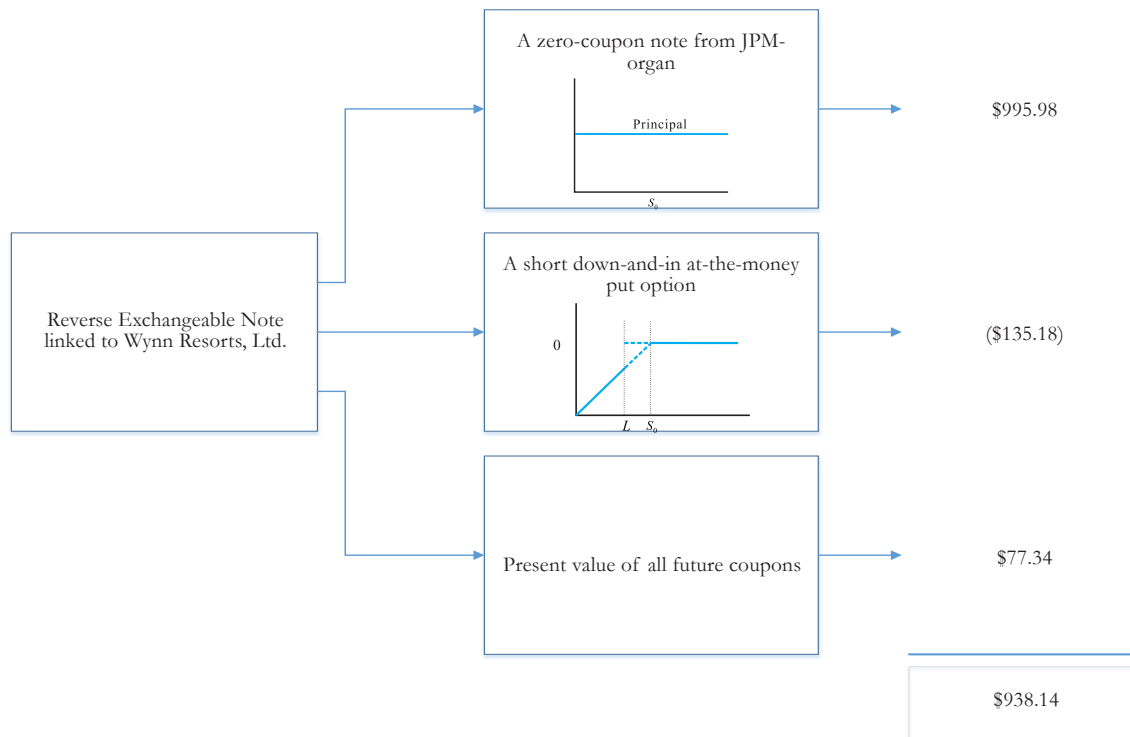 A zero-coupon note from JPM-
organ
Principal
S₀
$995.98
Reverse Exchangeable Note
linked to Wynn Resorts, Ltd.
A short down-and-in at-the-money
put option
0
L S₀
($135.18)
Present value of all future coupons
$77.34
$938.14